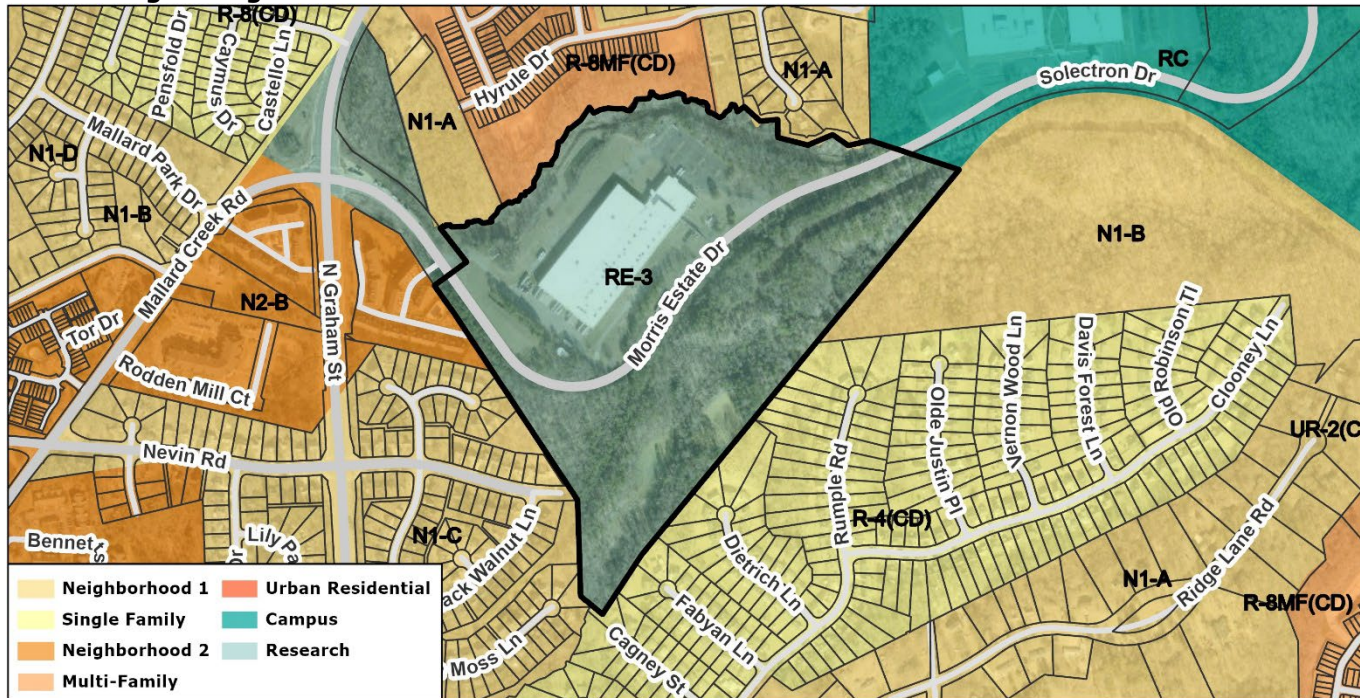 R-8(CD)
Pensfold Dr
Caymus Dr
Castello Ln
Hyrule Dr
R-8MF(CD)
N1-A
RC
Solectron Dr
N1-A
N1-D
Mallard Park Dr
N1-B
Mallard Creek Rd
N Graham St
N2-B
Tor Dr
Rodden Mill Ct
RE-3
Morris Estate Dr
N1-B
Nevin Rd
Rumple Rd
Olde Justin Pl
Vernon Wood Ln
Davis Forest Ln
Old Robinson Tl
Clooney Ln
UR-2(C
R-4(CD)
N1-C
Bennet
Lily Pa
ack Walnut Ln
Moss Ln
Dietrich Ln
Fabyan Ln
Cagney St
N1-A
Ridge Lane Rd
R-8MF(CD)
Neighborhood 1
Single Family
Neighborhood 2
Multi-Family
Urban Residential
Campus
Research